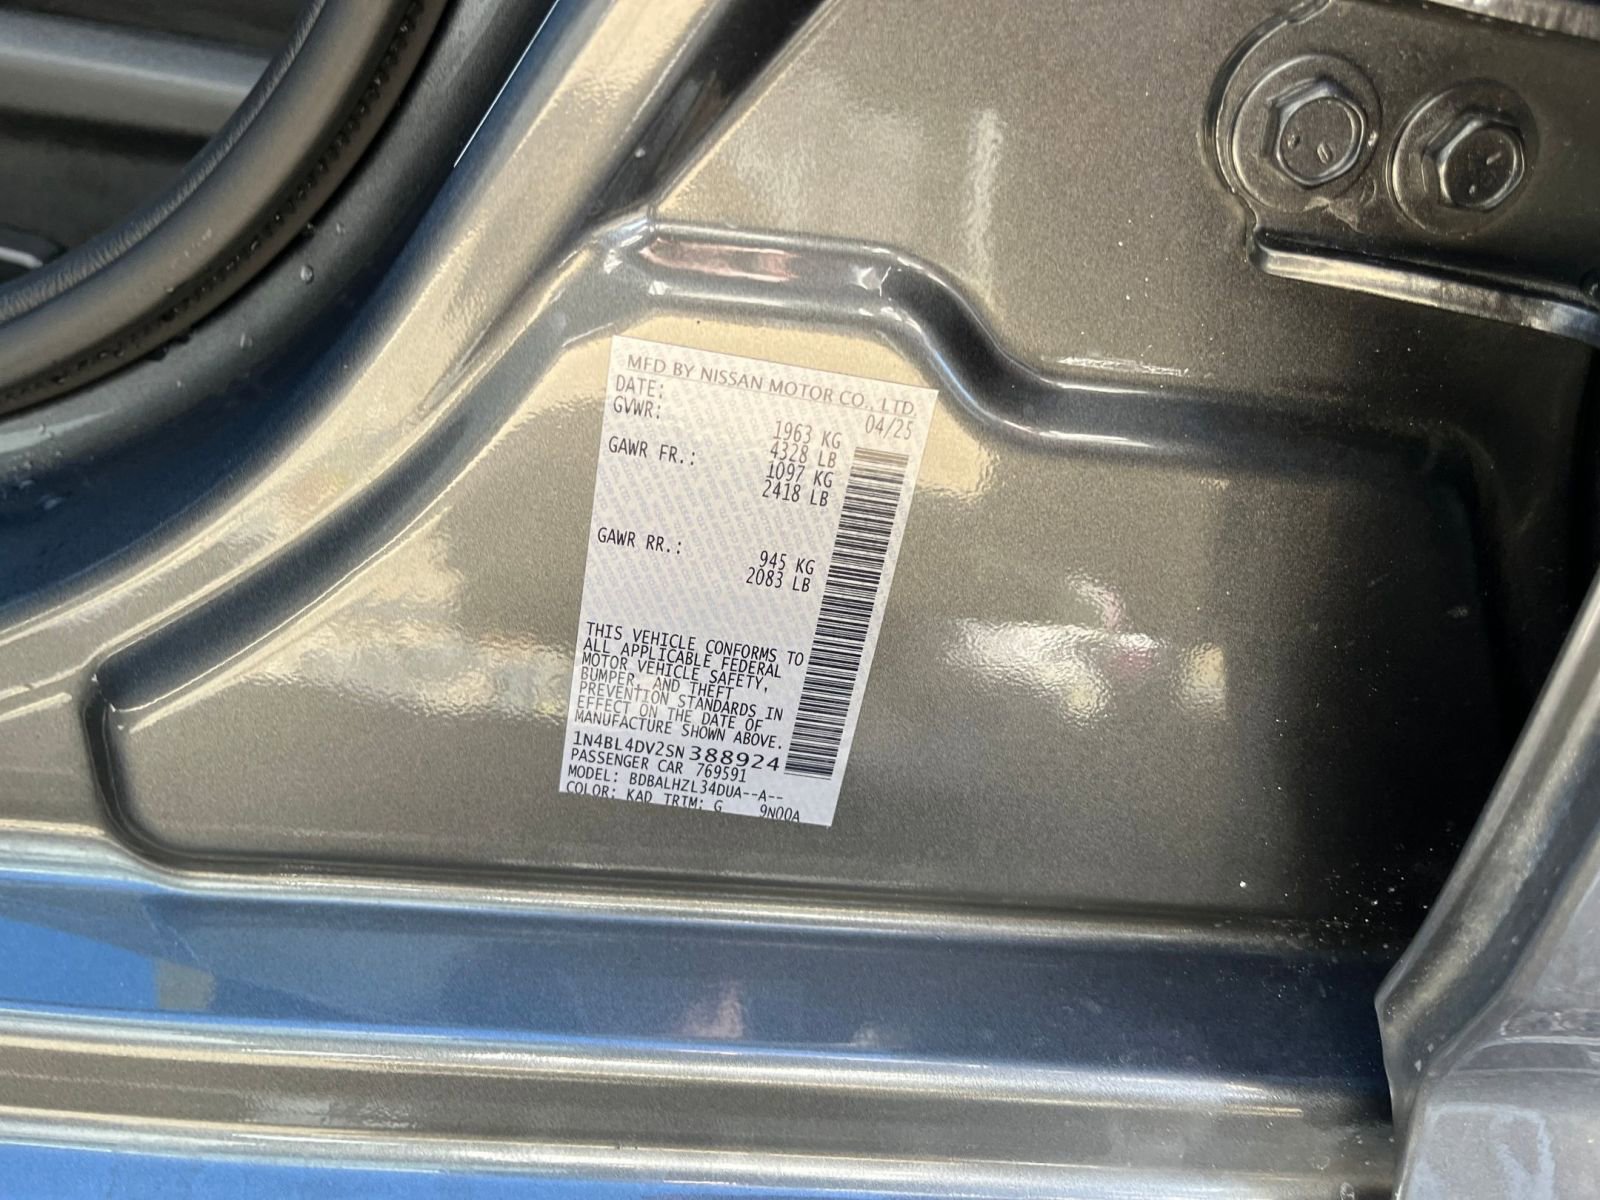 MFD BY NISSAN MOTOR CO., LTD.
DATE: 04/25
GVWR: 1963 KG
4328 LB
GAWR FR.: 1097 KG
2418 LB
GAWR RR.: 945 KG
2083 LB
THIS VEHICLE CONFORMS TO
ALL APPLICABLE FEDERAL
MOTOR VEHICLE SAFETY,
BUMPER, AND THEFT
PREVENTION STANDARDS IN
EFFECT ON THE DATE OF
MANUFACTURE SHOWN ABOVE.
1N4BL4DV2SN388924
PASSENGER CAR 769591
MODEL: BDBALHZL34DUA--A--
COLOR: KAD TRIM: G 9N00A